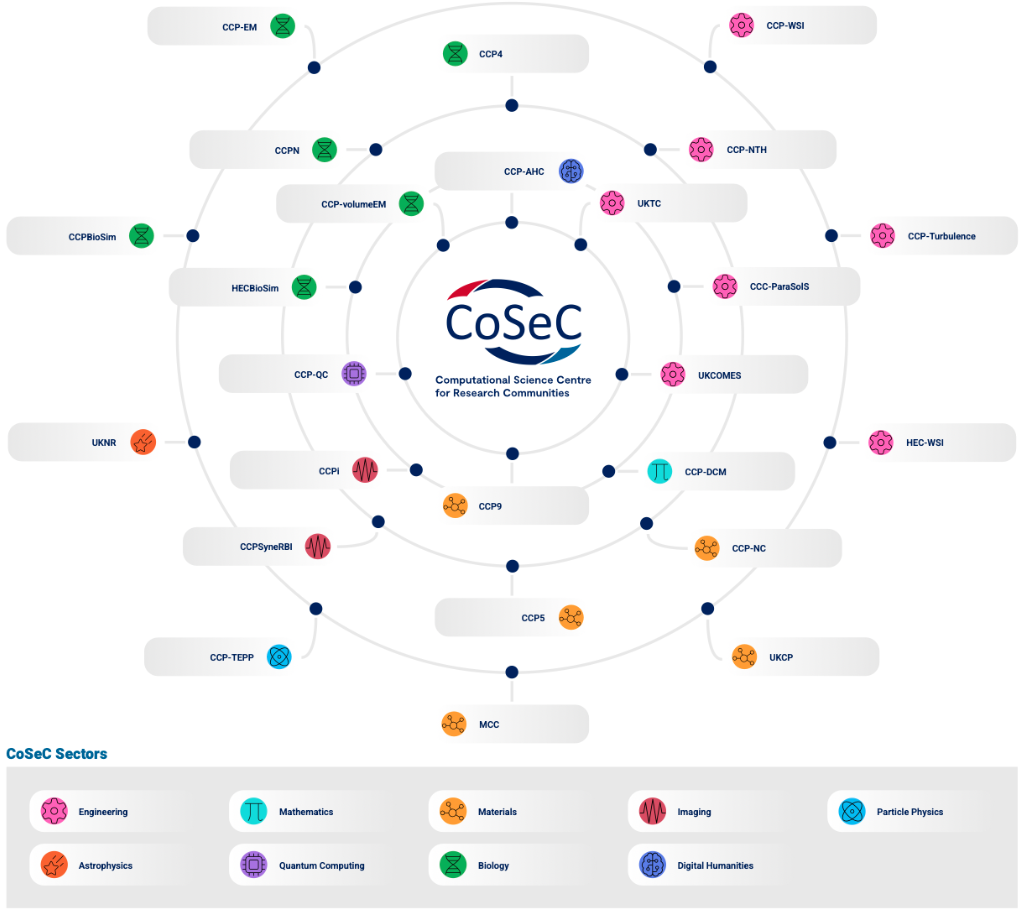 CCP-EM
CCP-WSI
CCP4
CCPN
CCP-NTH
CCP-AHC
CCP-volumeEM
UKTC
CCPBioSim
CCP-Turbulence
HECBioSim
CCC-ParaSolS
CoSeC
Computational Science Centre
for Research Communities
CCP-QC
UKCOMES
UKNR
HEC-WSI
CCPi
CCP-DCM
CCP9
CCPSyneRBI
CCP-NC
CCP5
CCP-TEPP
UKCP
MCC
CoSeC Sectors
Engineering
Mathematics
Materials
Imaging
Particle Physics
Astrophysics
Quantum Computing
Biology
Digital Humanities